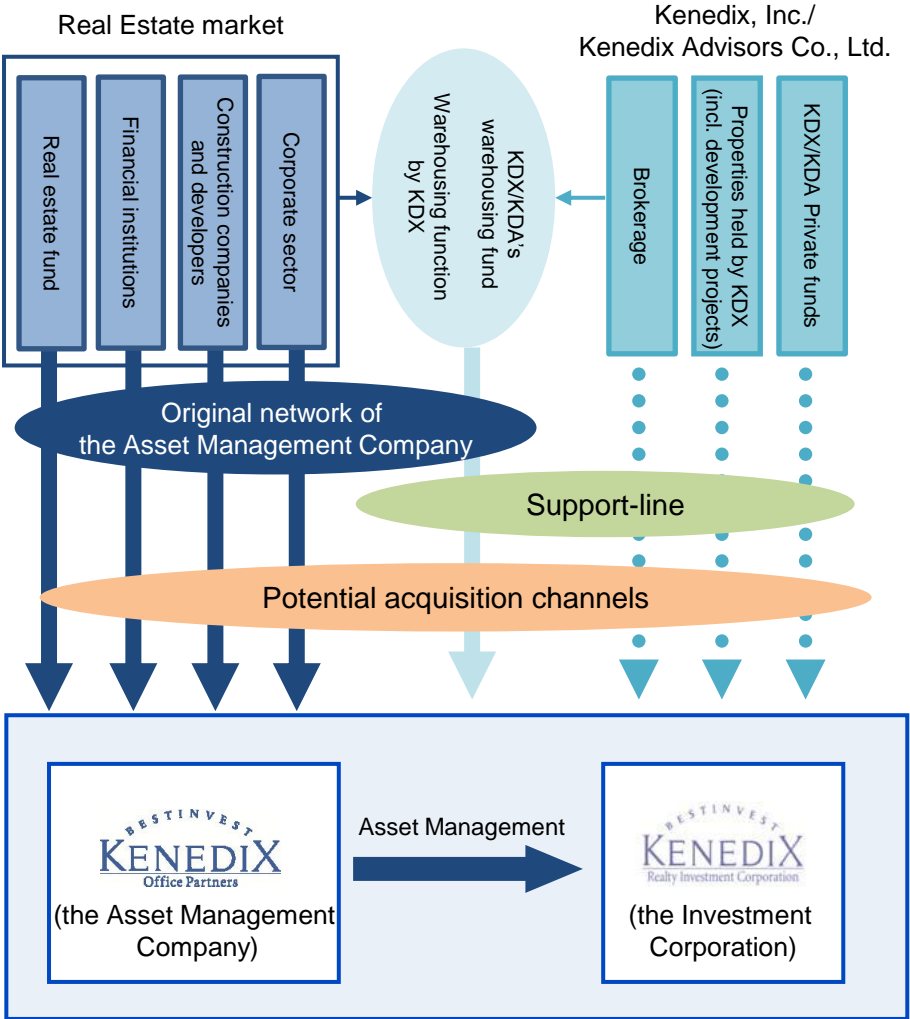 Real Estate market
Kenedix, Inc./
Kenedix Advisors Co., Ltd.
Real estate fund
Financial institutions
Construction companies
and developers
Corporate sector
KDX/KDA's
warehousing fund
Warehousing function
by KDX
Brokerage
Properties held by KDX
(incl. development projects)
KDX/KDA Private funds
Original network of
the Asset Management Company
Support-line
Potential acquisition channels
BESTINVEST
KENEDIX
Office Partners
(the Asset Management
Company)
Asset Management
BESTINVEST
KENEDIX
Realty Investment Corporation
(the Investment
Corporation)